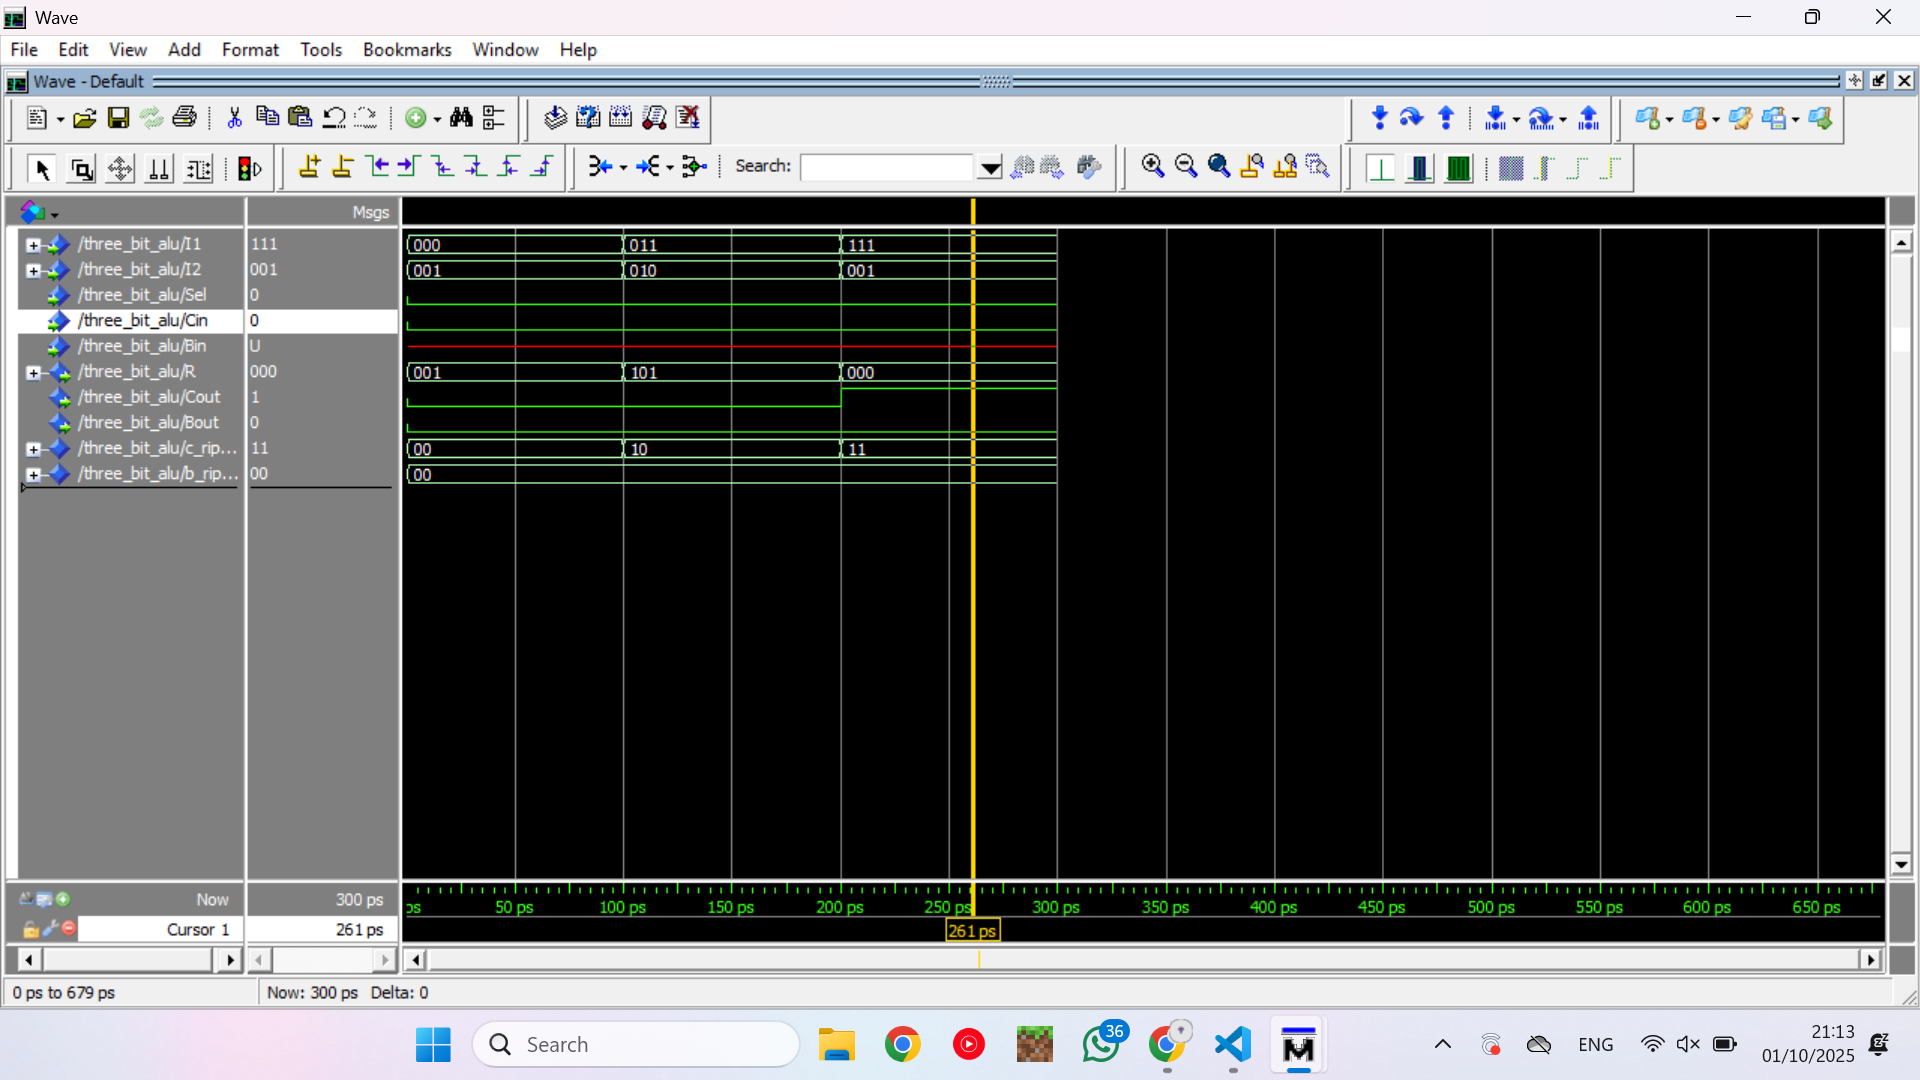 Wave
File Edit View Add Format Tools Bookmarks Window Help
Wave - Default
Search:
Msgs
/three_bit_alu/I1 111 000 011 111
/three_bit_alu/I2 001 001 010 001
/three_bit_alu/Sel 0
/three_bit_alu/Cin 0
/three_bit_alu/Bin U
/three_bit_alu/R 000 001 101 000
/three_bit_alu/Cout 1
/three_bit_alu/Bout 0
/three_bit_alu/c_rip... 11 00 10 11
/three_bit_alu/b_rip... 00 00
Now 300 ps ps 50 ps 100 ps 150 ps 200 ps 250 ps 300 ps 350 ps 400 ps 450 ps 500 ps 550 ps 600 ps 650 ps
Cursor 1 261 ps 261 ps
0 ps to 679 ps Now: 300 ps Delta: 0
Search 36 ENG 21:13
01/10/2025